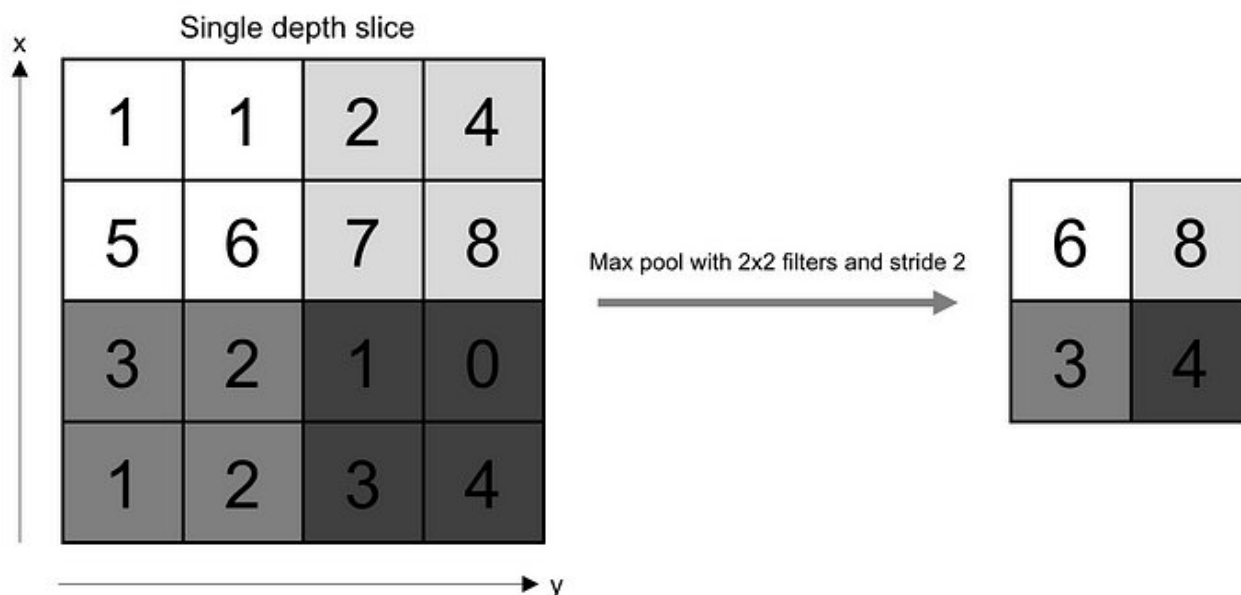 Single depth slice
x
1 1 2 4
5 6 7 8
3 2 1 0
1 2 3 4
y
Max pool with 2x2 filters and stride 2
6 8
3 4